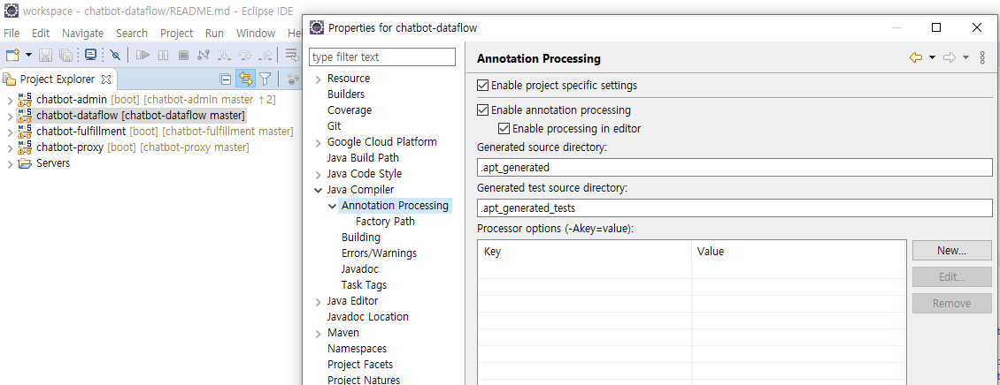 workspace - chatbot-dataflow/README.md - Eclipse IDE
File Edit Navigate Search Project Run Window Hel
Project Explorer
chatbot-admin [boot] [chatbot-admin master ↑2]
chatbot-dataflow [chatbot-dataflow master]
chatbot-fulfillment [boot] [chatbot-fulfillment master]
chatbot-proxy [boot] [chatbot-proxy master]
Servers
Properties for chatbot-dataflow
type filter text
Resource
Builders
Coverage
Git
Google Cloud Platform
Java Build Path
Java Code Style
Java Compiler
Annotation Processing
Factory Path
Building
Errors/Warnings
Javadoc
Task Tags
Java Editor
Javadoc Location
Maven
Namespaces
Project Facets
Project Natures
Annotation Processing
Enable project specific settings
Enable annotation processing
Enable processing in editor
Generated source directory:
.apt_generated
Generated test source directory:
.apt_generated_tests
Processor options (-Akey=value):
Key Value
New...
Edit...
Remove